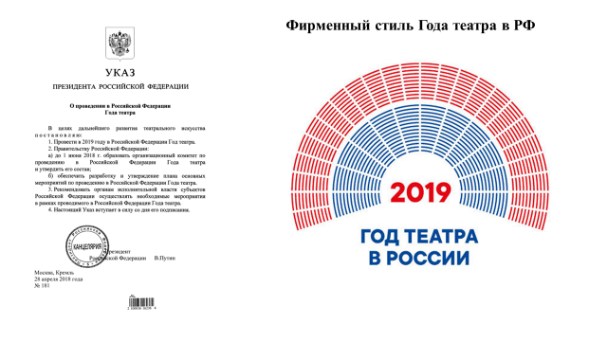 УКАЗ
ПРЕЗИДЕНТА РОССИЙСКОЙ ФЕДЕРАЦИИ
О проведении в Российской Федерации
Года театра
В целях дальнейшего развития театрального искусства
постановляю:
1. Провести в 2019 году в Российской Федерации Год театра.
2. Правительству Российской Федерации:
а) до 1 июня 2018 г. образовать организационный комитет по
проведению в Российской Федерации Года театра
и утвердить его состав;
б) обеспечить разработку и утверждение плана основных
мероприятий по проведению в Российской Федерации Года театра.
3. Рекомендовать органам исполнительной власти субъектов
Российской Федерации осуществлять необходимые мероприятия
в рамках проводимого в Российской Федерации Года театра.
4. Настоящий Указ вступает в силу со дня его подписания.
КАНЦЕЛЯРИЯ
Президент
Российской Федерации В.Путин
Москва, Кремль
28 апреля 2018 года
№ 181
Фирменный стиль Года театра в РФ
2019
ГОД ТЕАТРА
В РОССИИ